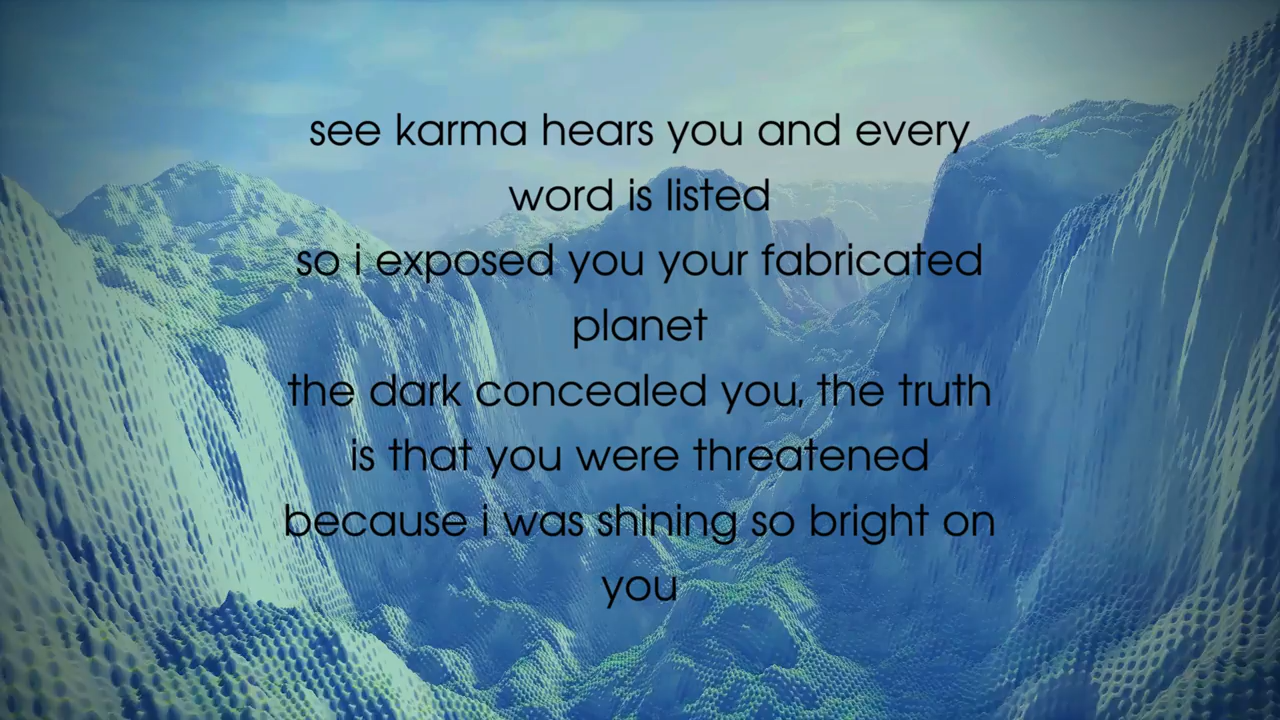 see karma hears you and every
word is listed
so i exposed you your fabricated
planet
the dark concealed you, the truth
is that you were threatened
because i was shining so bright on
you